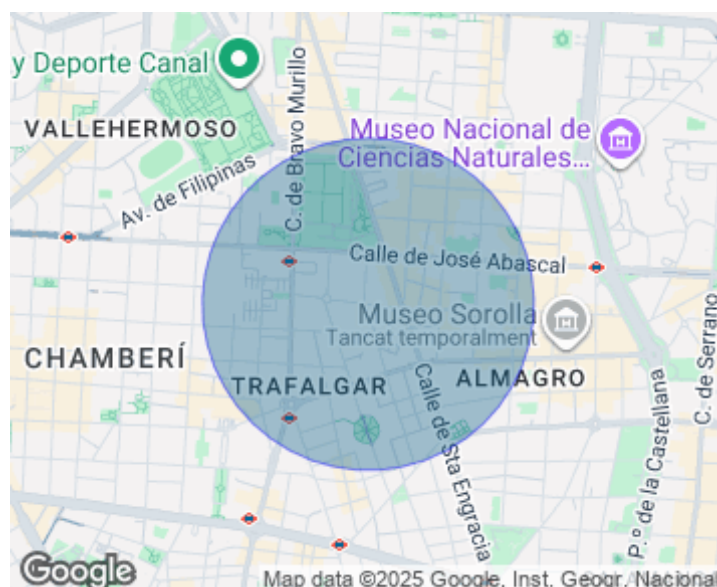 y Deporte Canal
C. de Bravo Murillo
VALLEHERMOSO
Museo Nacional de
Ciencias Naturales...
Av. de Filipinas
Calle de José Abascal
Museo Sorolla
Tancat temporalment
CHAMBERÍ
TRAFALGAR
ALMAGRO
C. de Serrano
Calle de Sta Engracia
P.º de la Castellana
Google
Map data ©2025 Google, Inst. Geogr. Nacional